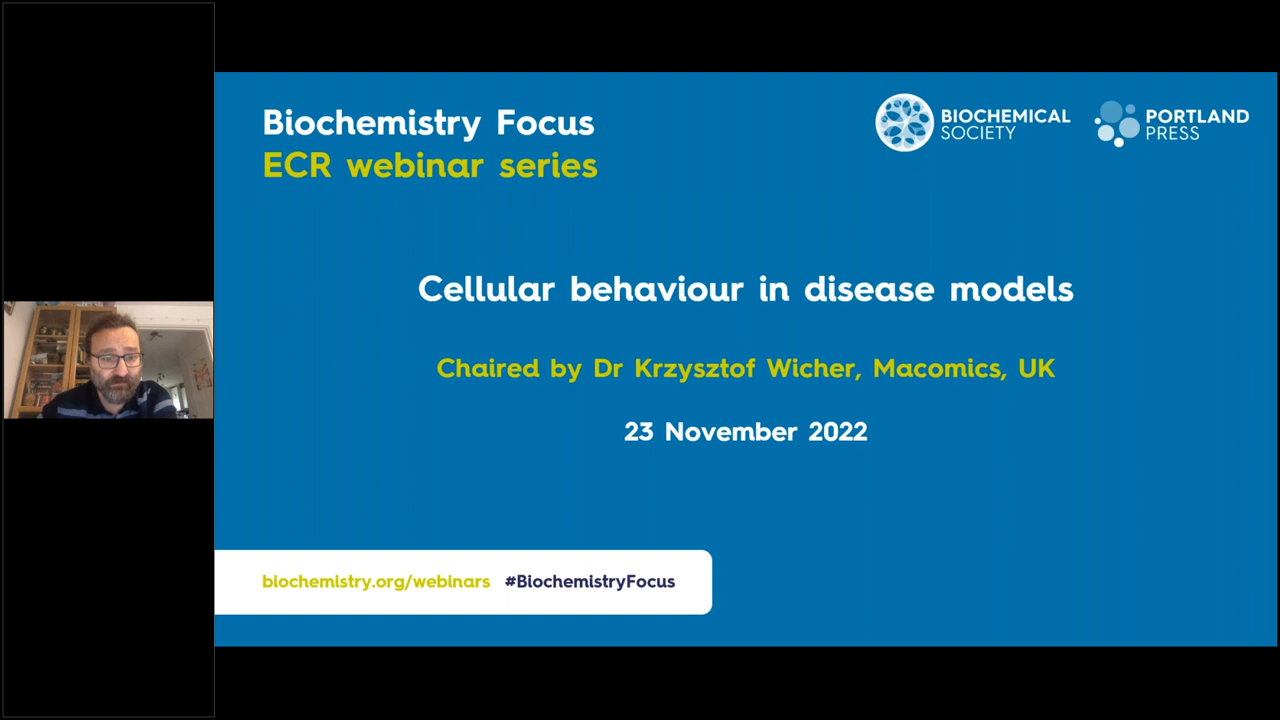 Biochemistry Focus
ECR webinar series
BIOCHEMICAL
SOCIETY
PORTLAND
PRESS
Cellular behaviour in disease models
Chaired by Dr Krzysztof Wicher, Macomics, UK
23 November 2022
biochemistry.org/webinars #BiochemistryFocus